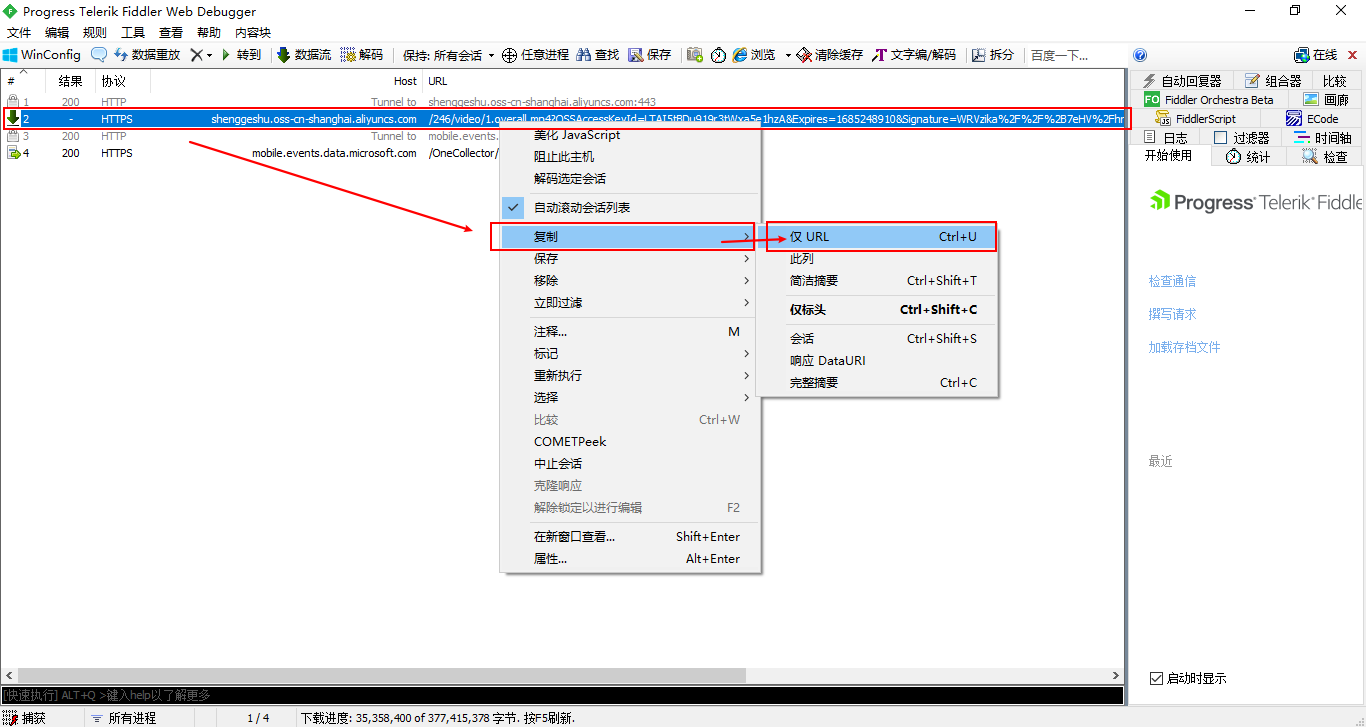 Progress Telerik Fiddler Web Debugger
文件 编辑 规则 工具 查看 帮助 内容块
WinConfig 数据重放 转到 数据流 解码 保持: 所有会话 任意进程 查找 保存 浏览 清除缓存 文字编/解码 拆分 百度一下... 在线
# 结果 协议 Host URL
1 200 HTTP Tunnel to shenggeshu.oss-cn-shanghai.aliyuncs.com:443
2 - HTTPS shenggeshu.oss-cn-shanghai.aliyuncs.com
3 200 HTTP Tunnel to mobile.events.
4 200 HTTPS mobile.events.data.microsoft.com /OneCollector/
美化 JavaScript
阻止此主机
解码选定会话
自动滚动会话列表
复制
保存
移除
立即过滤
注释... M
标记
重新执行
选择
比较 Ctrl+W
COMETPeek
中止会话
克隆响应
解除锁定以进行编辑 F2
在新窗口查看... Shift+Enter
属性... Alt+Enter
仅 URL Ctrl+U
此列
简洁摘要 Ctrl+Shift+T
仅标头 Ctrl+Shift+C
会话 Ctrl+Shift+S
响应 DataURI
完整摘要 Ctrl+C
自动回复器 组合器 比较
FO Fiddler Orchestra Beta 画廊
FiddlerScript ECode
日志 过滤器 时间轴
开始使用 统计 检查
Progress Telerik Fiddle
检查通信
撰写请求
加载存档文件
最近
启动时显示
[快速执行] ALT+Q >键入help以了解更多
捕获 所有进程 1 / 4 下载进度: 35,358,400 of 377,415,378 字节. 按F5刷新.